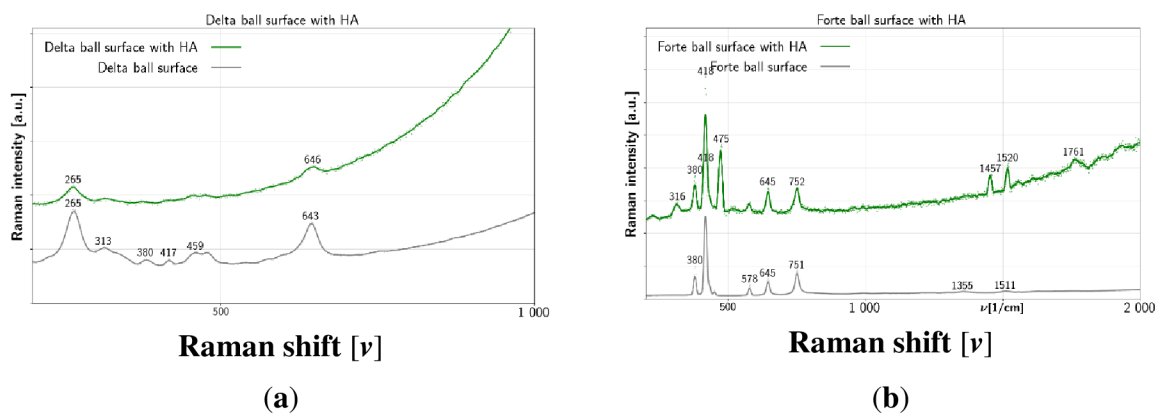 Delta ball surface with HA
Delta ball surface with HA
Delta ball surface
Raman intensity [a.u.]
646
265
265
313
380
417
459
643
500
1 000
Raman shift [ν]
(a)
Forte ball surface with HA
Forte ball surface with HA
Forte ball surface
Raman intensity [a.u.]
418
475
380
418
316
645
752
1457
1520
1761
380
578
645
751
1355
1511
500
1 000
ν[1/cm]
2 000
Raman shift [ν]
(b)